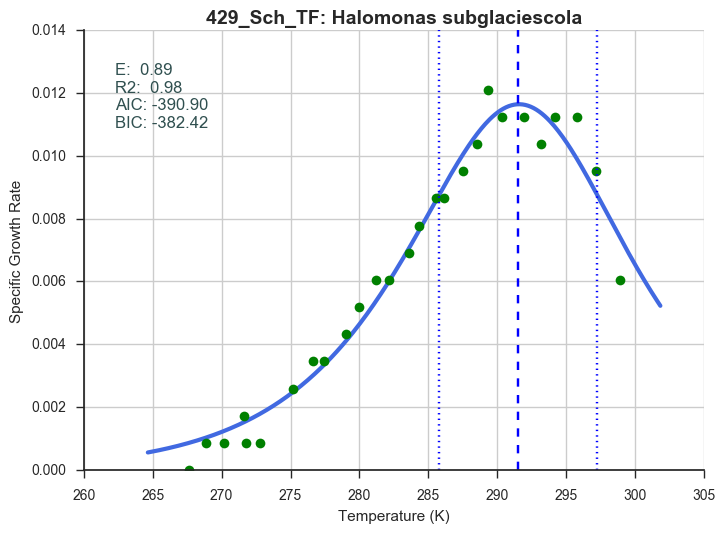 429_Sch_TF: Halomonas subglaciescola
0.014
0.012
0.010
0.008
0.006
0.004
0.002
0.000
Specific Growth Rate
E: 0.89
R2: 0.98
AIC: -390.90
BIC: -382.42
260 265 270 275 280 285 290 295 300 305
Temperature (K)